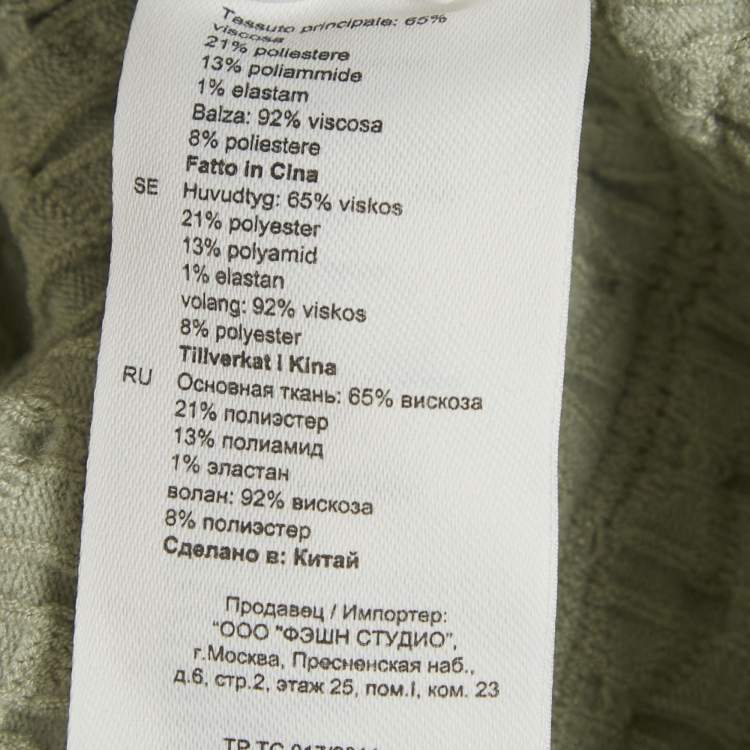 Tessuto principale: 65%
viscosa
21% poliestere
13% poliammide
1% elastam
Balza: 92% viscosa
8% poliestere
Fatto in Cina
SE Huvudtyg: 65% viskos
21% polyester
13% polyamid
1% elastan
volang: 92% viskos
8% polyester
Tillverkat i Kina
RU Основная ткань: 65% вискоза
21% полиэстер
13% полиамид
1% эластан
волан: 92% вискоза
8% полиэстер
Сделано в: Китай
Продавец / Импортер:
"ООО "ФЭШН СТУДИО",
г.Москва, Пресненская наб.,
д.6, стр.2, этаж 25, пом.I, ком. 23
ТР ТС